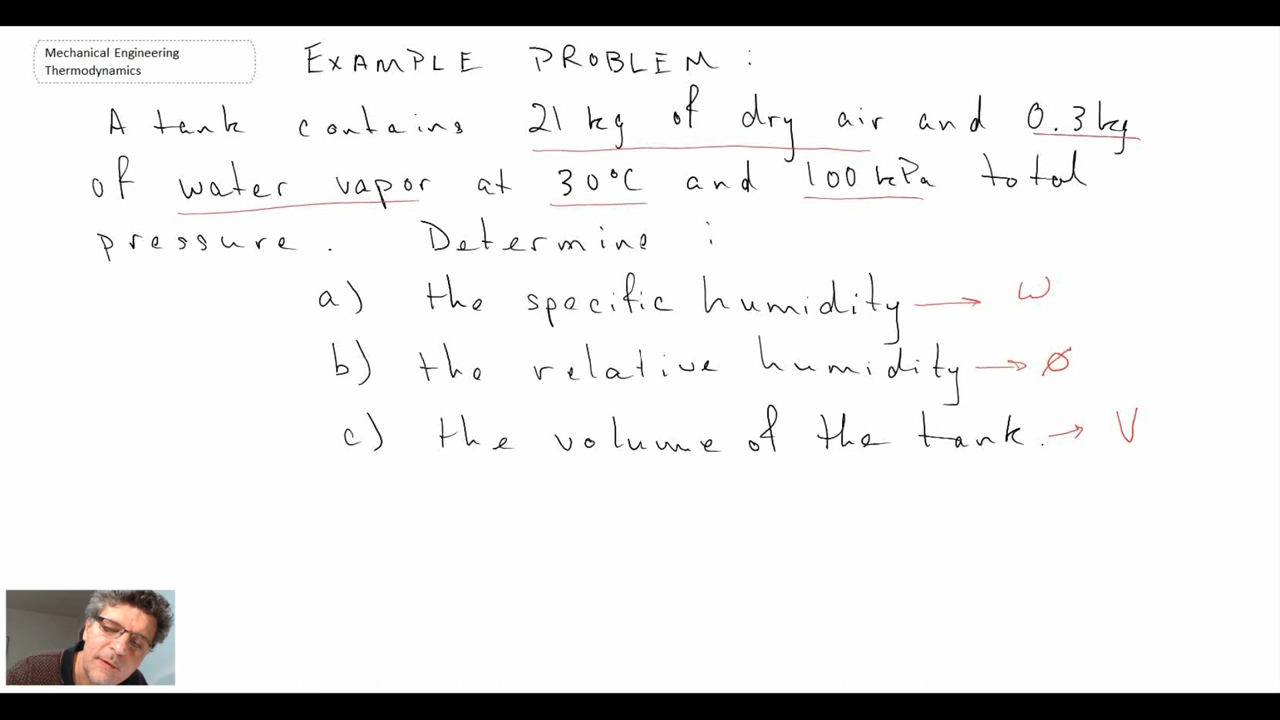 Mechanical Engineering
Thermodynamics
EXAMPLE PROBLEM :
A tank contains 21 kg of dry air and 0.3 kg
of water vapor at 30°C and 100 kPa total
pressure. Determine :
a) the specific humidity → ω
b) the relative humidity → ø
c) the volume of the tank. → V